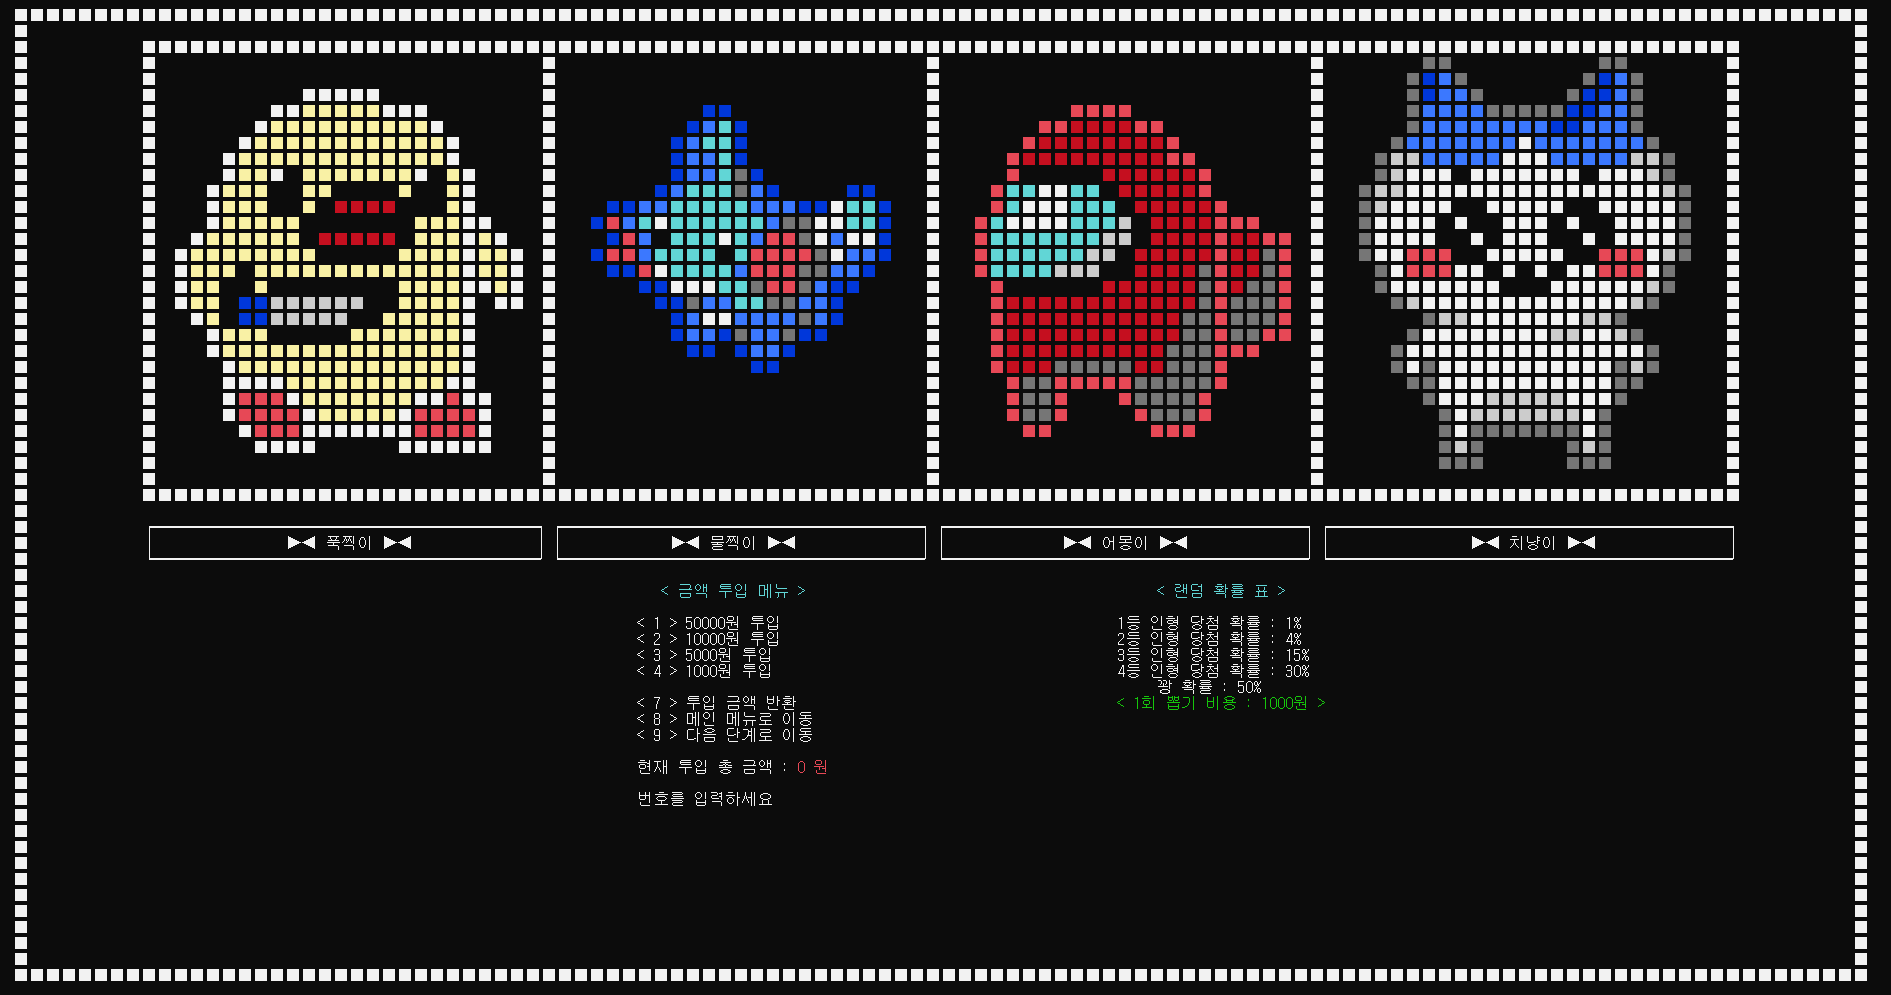 ▶◀ 푹찍이 ▶◀
▶◀ 물찍이 ▶◀
▶◀ 어몽이 ▶◀
▶◀ 치냥이 ▶◀
< 금액 투입 메뉴 >
< 1 > 50000원 투입
< 2 > 10000원 투입
< 3 > 5000원 투입
< 4 > 1000원 투입
< 7 > 투입 금액 반환
< 8 > 메인 메뉴로 이동
< 9 > 다음 단계로 이동
현재 투입 총 금액 : 0 원
번호를 입력하세요
< 랜덤 확률 표 >
1등 인형 당첨 확률 : 1%
2등 인형 당첨 확률 : 4%
3등 인형 당첨 확률 : 15%
4등 인형 당첨 확률 : 30%
꽝 확률 : 50%
< 1회 뽑기 비용 : 1000원 >